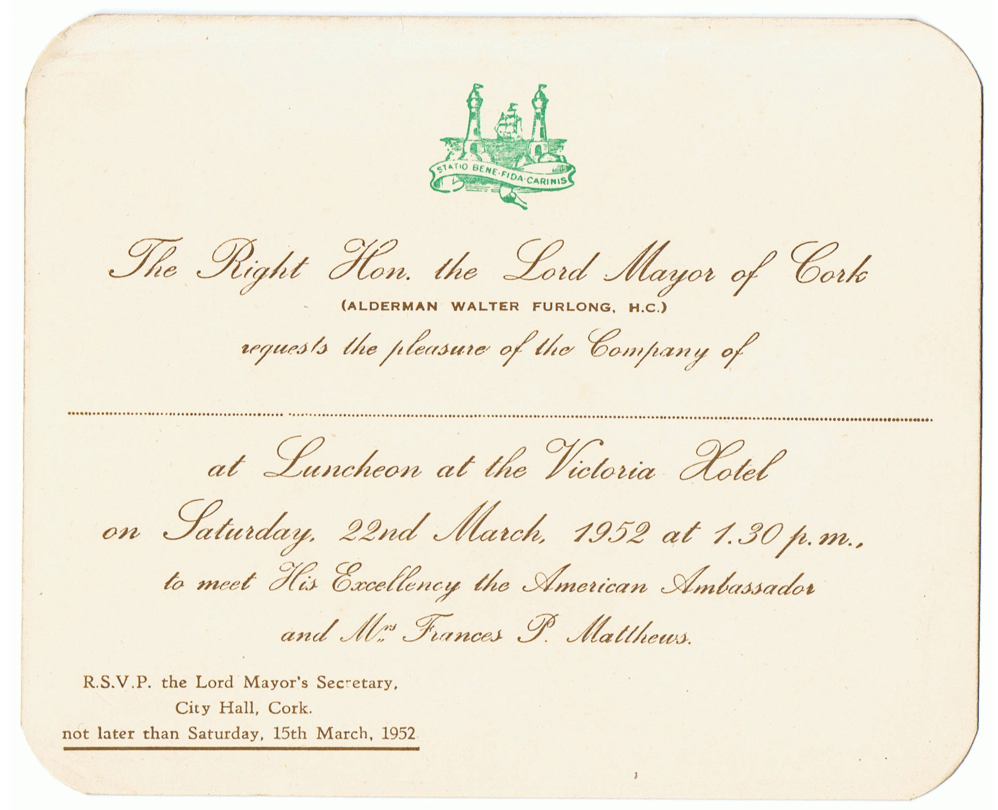 STATIO BENE·FIDA·CARINIS
The Right Hon. the Lord Mayor of Cork
(ALDERMAN WALTER FURLONG, H.C.)
requests the pleasure of the Company of
at Luncheon at the Victoria Hotel
on Saturday, 22nd March, 1952 at 1.30 p.m.,
to meet His Excellency the American Ambassador
and Mrs Frances P. Matthews.
R.S.V.P. the Lord Mayor's Secretary,
City Hall, Cork.
not later than Saturday, 15th March, 1952